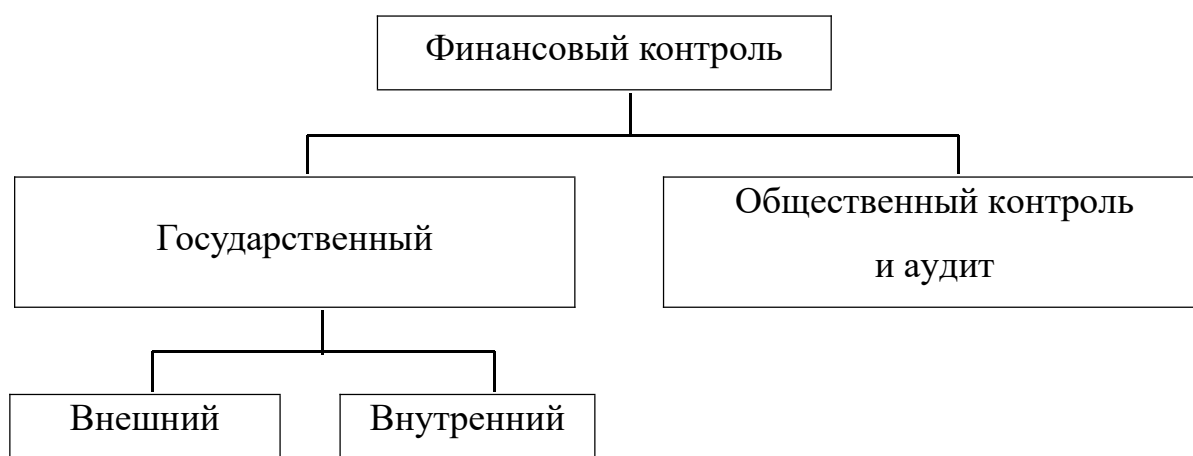 Финансовый контроль
Государственный
Общественный контроль
и аудит
Внешний
Внутренний